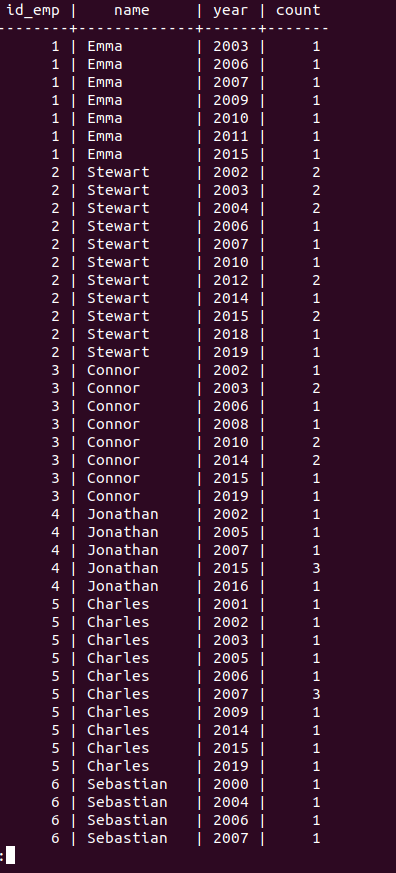 id_emp |    name     | year | count
--------+-------------+------+-------
      1 | Emma        | 2003 |     1
      1 | Emma        | 2006 |     1
      1 | Emma        | 2007 |     1
      1 | Emma        | 2009 |     1
      1 | Emma        | 2010 |     1
      1 | Emma        | 2011 |     1
      1 | Emma        | 2015 |     1
      2 | Stewart     | 2002 |     2
      2 | Stewart     | 2003 |     2
      2 | Stewart     | 2004 |     2
      2 | Stewart     | 2006 |     1
      2 | Stewart     | 2007 |     1
      2 | Stewart     | 2010 |     1
      2 | Stewart     | 2012 |     2
      2 | Stewart     | 2014 |     1
      2 | Stewart     | 2015 |     2
      2 | Stewart     | 2018 |     1
      2 | Stewart     | 2019 |     1
      3 | Connor      | 2002 |     1
      3 | Connor      | 2003 |     2
      3 | Connor      | 2006 |     1
      3 | Connor      | 2008 |     1
      3 | Connor      | 2010 |     2
      3 | Connor      | 2014 |     2
      3 | Connor      | 2015 |     1
      3 | Connor      | 2019 |     1
      4 | Jonathan    | 2002 |     1
      4 | Jonathan    | 2005 |     1
      4 | Jonathan    | 2007 |     1
      4 | Jonathan    | 2015 |     3
      4 | Jonathan    | 2016 |     1
      5 | Charles     | 2001 |     1
      5 | Charles     | 2002 |     1
      5 | Charles     | 2003 |     1
      5 | Charles     | 2005 |     1
      5 | Charles     | 2006 |     1
      5 | Charles     | 2007 |     3
      5 | Charles     | 2009 |     1
      5 | Charles     | 2014 |     1
      5 | Charles     | 2015 |     1
      5 | Charles     | 2019 |     1
      6 | Sebastian   | 2000 |     1
      6 | Sebastian   | 2004 |     1
      6 | Sebastian   | 2006 |     1
      6 | Sebastian   | 2007 |     1
: